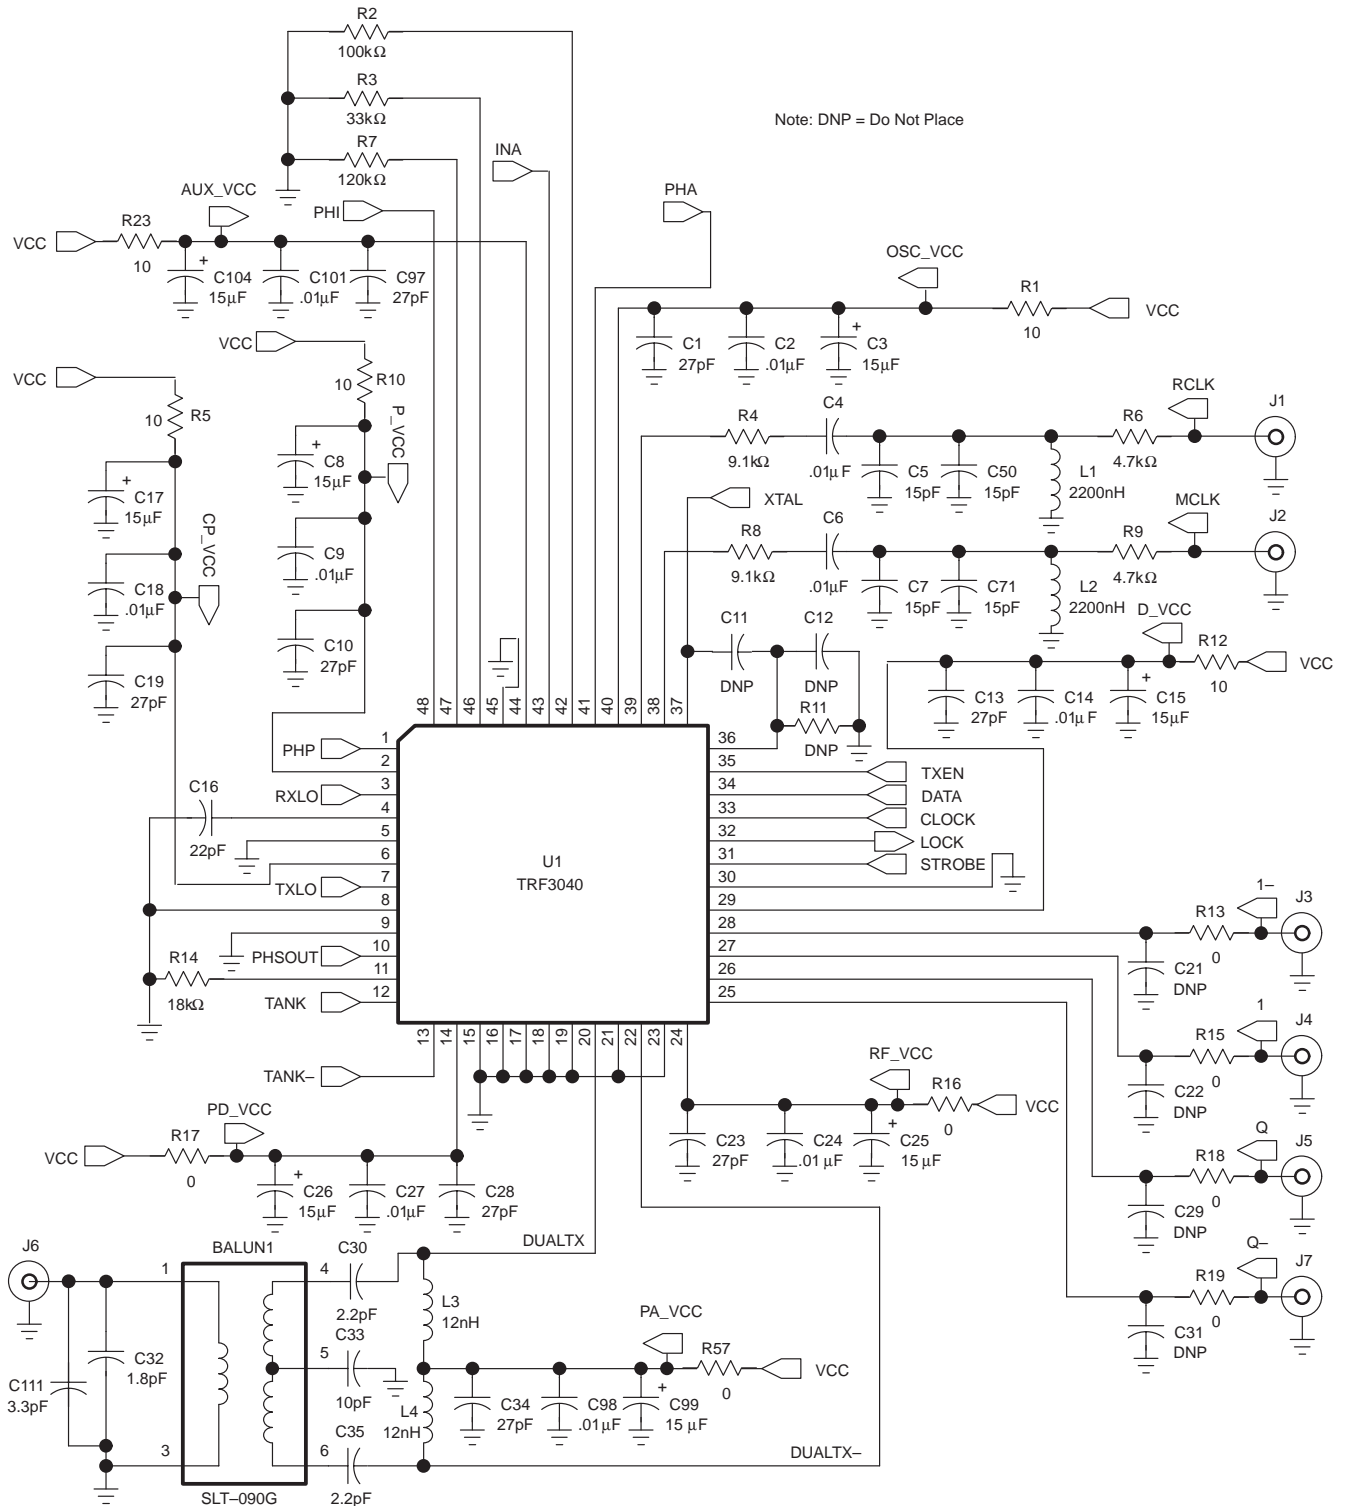 R2
100kΩ
R3
33kΩ
R7
120kΩ
Note: DNP = Do Not Place
INA
AUX_VCC
PHI
PHA
VCC
R23
10
C104
15μF
C101
.01μF
C97
27pF
OSC_VCC
R1
10
VCC
C1
27pF
C2
.01μF
C3
15μF
VCC
R10
10
VCC
R5
10
P_VCC
C8
15μF
C9
.01μF
C10
27pF
C17
15μF
CP_VCC
C18
.01μF
C19
27pF
RCLK
J1
R4
9.1kΩ
C4
.01μF
C5
15pF
C50
15pF
L1
2200nH
R6
4.7kΩ
XTAL
MCLK
J2
R8
9.1kΩ
C6
.01μF
C7
15pF
C71
15pF
L2
2200nH
R9
4.7kΩ
C11
DNP
C12
DNP
R11
DNP
D_VCC
R12
10
VCC
C13
27pF
C14
.01μF
C15
15μF
48
47
46
45
44
43
42
41
40
39
38
37
PHP
1
2
RXLO
3
4
5
6
TXLO
7
8
9
PHSOUT
10
11
TANK
12
C16
22pF
R14
18kΩ
U1
TRF3040
36
35
TXEN
34
DATA
33
CLOCK
32
LOCK
31
STROBE
30
29
28
27
26
25
13
14
15
16
17
18
19
20
21
22
23
24
1–
R13
0
J3
C21
DNP
1
R15
0
J4
C22
DNP
Q
R18
0
J5
C29
DNP
Q–
R19
0
J7
C31
DNP
TANK–
PD_VCC
VCC
R17
0
C26
15μF
C27
.01μF
C28
27pF
RF_VCC
R16
0
VCC
C23
27pF
C24
.01 μF
C25
15 μF
DUALTX
J6
BALUN1
1
3
4
5
6
C30
2.2pF
C33
10pF
C35
2.2pF
L3
12nH
L4
12nH
C32
1.8pF
C111
3.3pF
SLT–090G
PA_VCC
R57
0
VCC
C34
27pF
C98
.01μF
C99
15 μF
DUALTX–